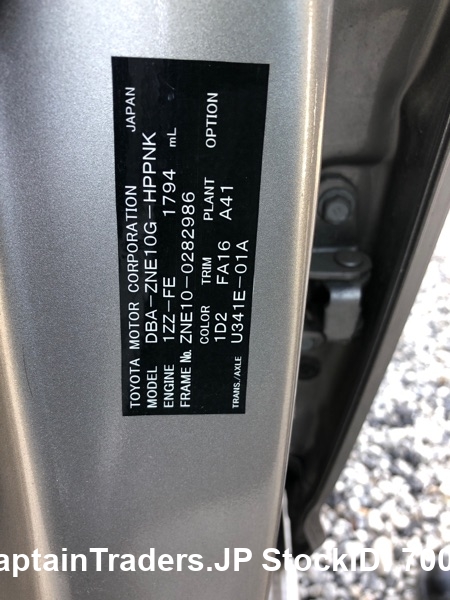 TOYOTA MOTOR CORPORATION JAPAN
MODEL DBA-ZNE10G-HPPNK
ENGINE 1ZZ-FE 1794 mL
FRAME NO. ZNE10-0282986
COLOR TRIM PLANT OPTION
1D2 FA16 A41
TRANS./AXLE U341E-01A
aptainTraders.JP StockID: 700